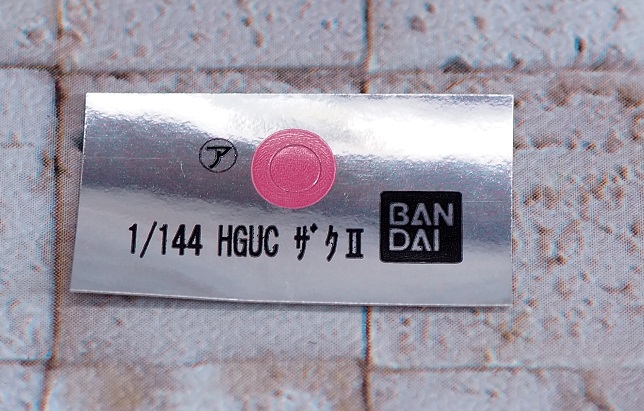 ㋐
1/144 HGUC ザクⅡ
BAN
DAI